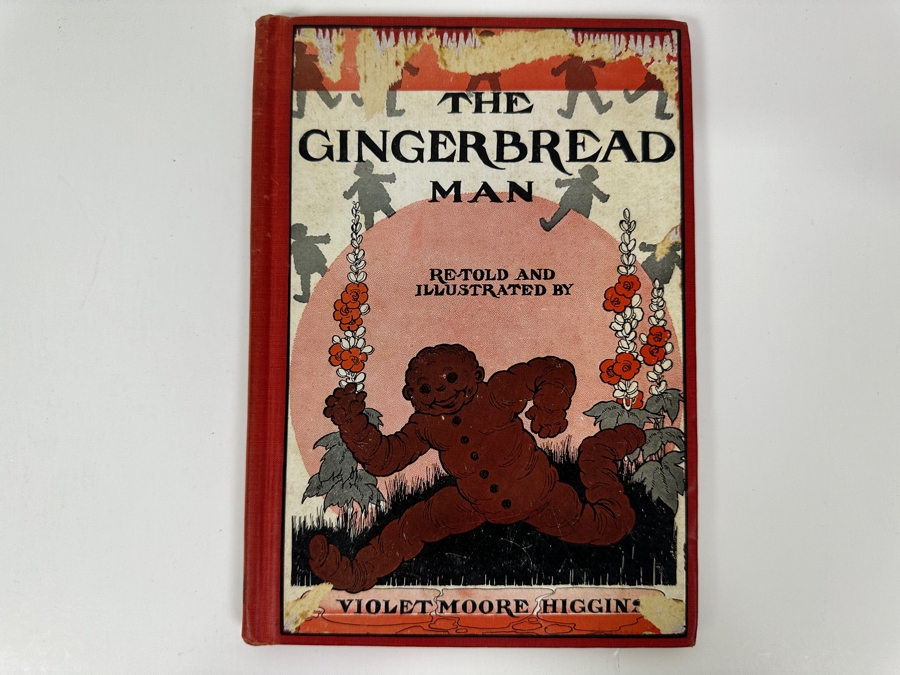 THE
GINGERBREAD
MAN
RE-TOLD AND
ILLUSTRATED BY
VIOLET MOORE HIGGINS